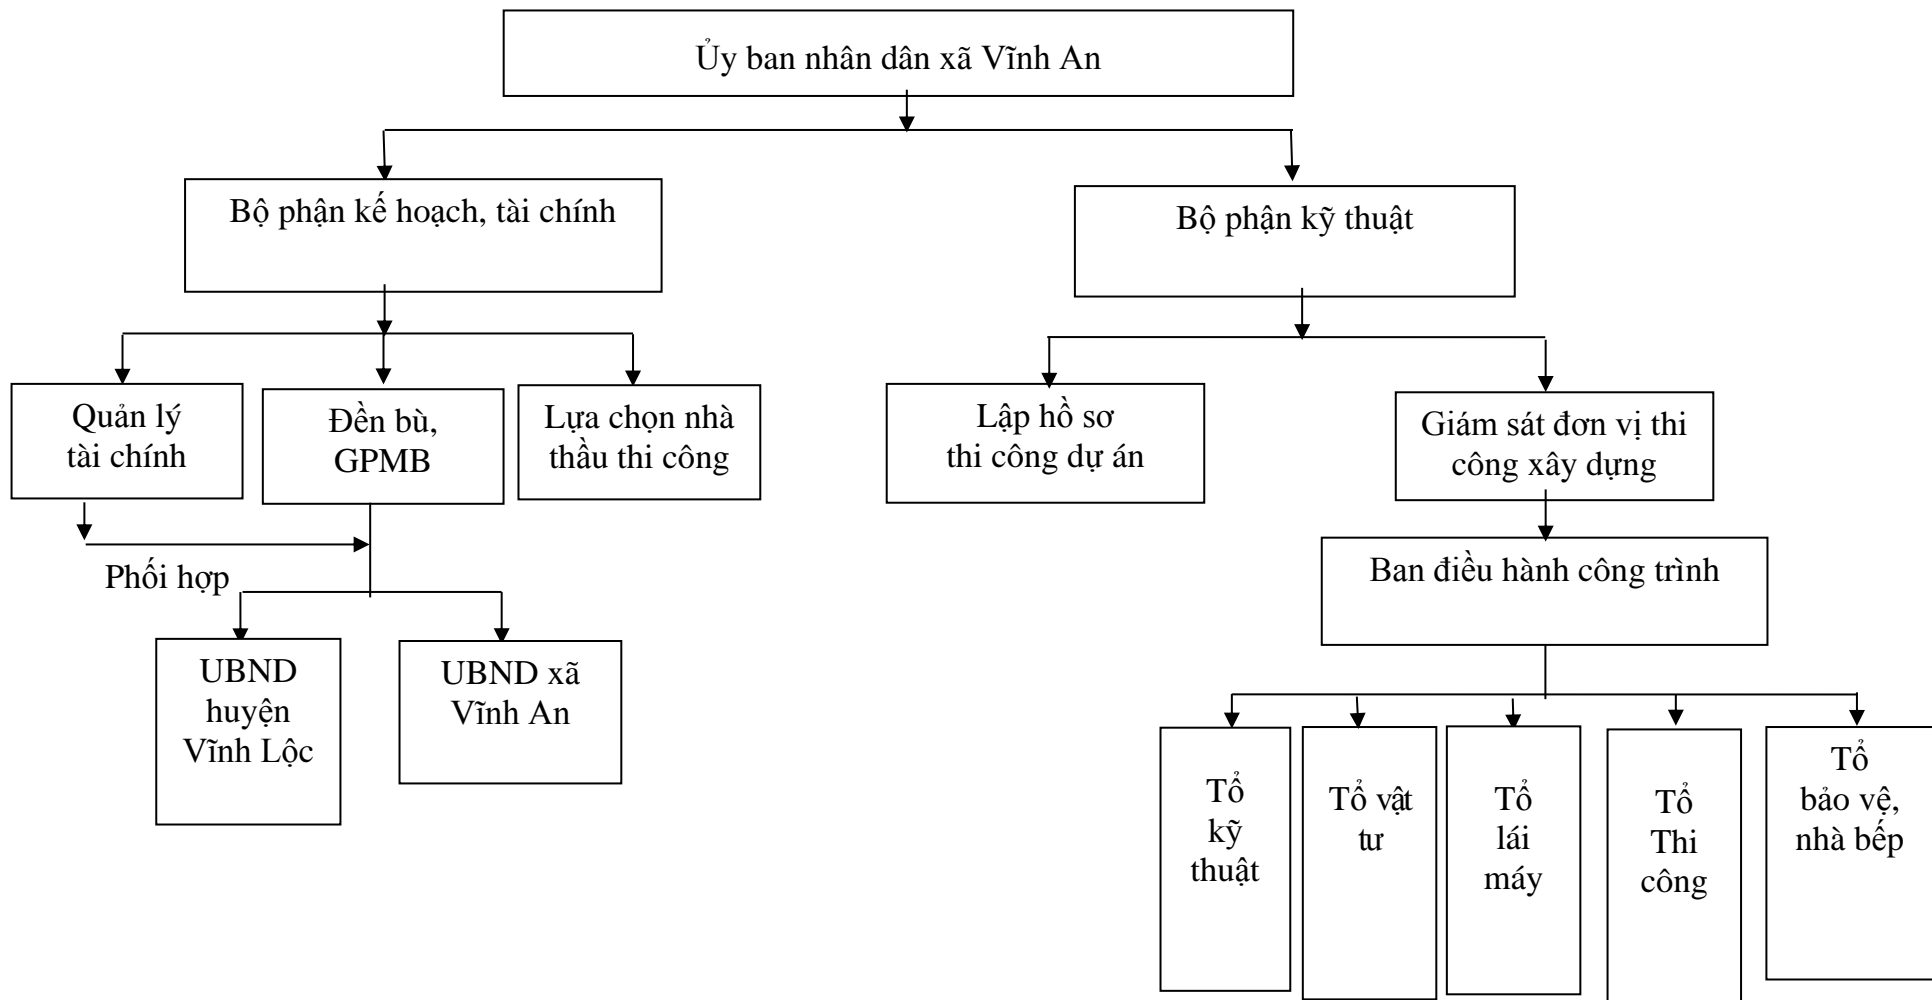 Ủy ban nhân dân xã Vĩnh An
Bộ phận kế hoạch, tài chính
Bộ phận kỹ thuật
Quản lý
tài chính
Đền bù,
GPMB
Lựa chọn nhà
thầu thi công
Lập hồ sơ
thi công dự án
Giám sát đơn vị thi
công xây dựng
Phối hợp
Ban điều hành công trình
UBND
huyện
Vĩnh Lộc
UBND xã
Vĩnh An
Tổ
kỹ
thuật
Tổ vật
tư
Tổ
lái
máy
Tổ
Thi
công
Tổ
bảo vệ,
nhà bếp